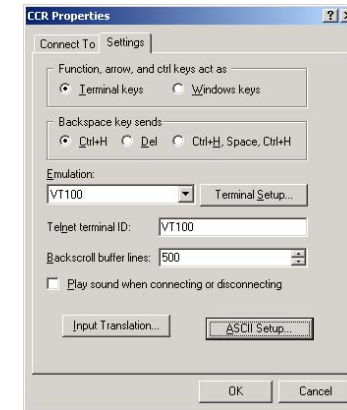 CCR Properties
Connect To Settings
Function, arrow, and ctrl keys act as
Terminal keys Windows keys
Backspace key sends
Ctrl+H Del Ctrl+H, Space, Ctrl+H
Emulation:
VT100 Terminal Setup...
Telnet terminal ID: VT100
Backscroll buffer lines: 500
Play sound when connecting or disconnecting
Input Translation... ASCII Setup...
OK Cancel